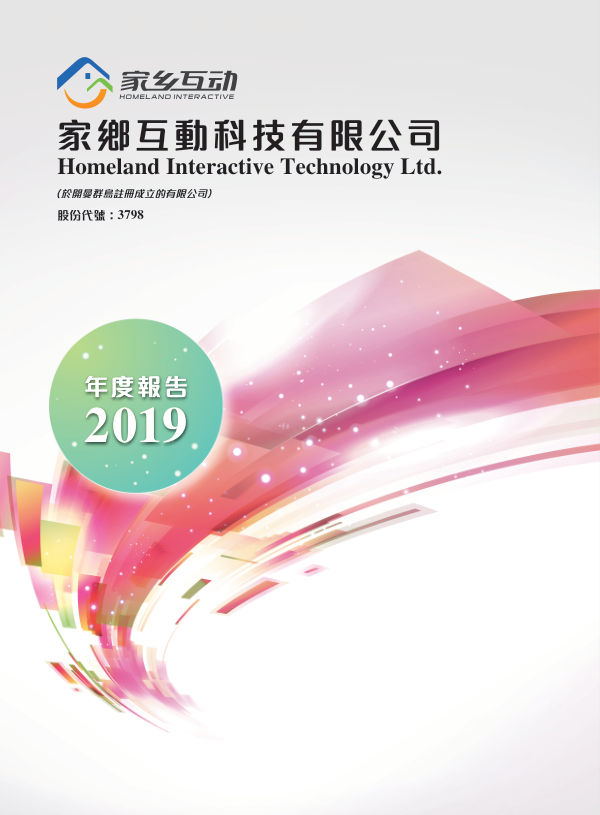 家乡互动
HOMELAND INTERACTIVE
家鄉互動科技有限公司
Homeland Interactive Technology Ltd.
(於開曼群島註冊成立的有限公司)
股份代號：3798
年度報告
2019